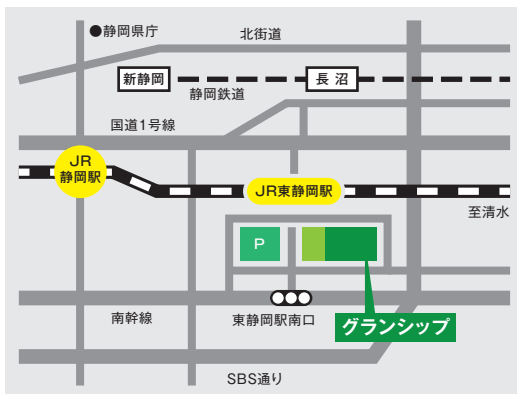 ●静岡県庁
北街道
新静岡
長沼
静岡鉄道
国道1号線
JR
静岡駅
JR東静岡駅
至清水
P
南幹線
東静岡駅南口
グランシップ
SBS通り